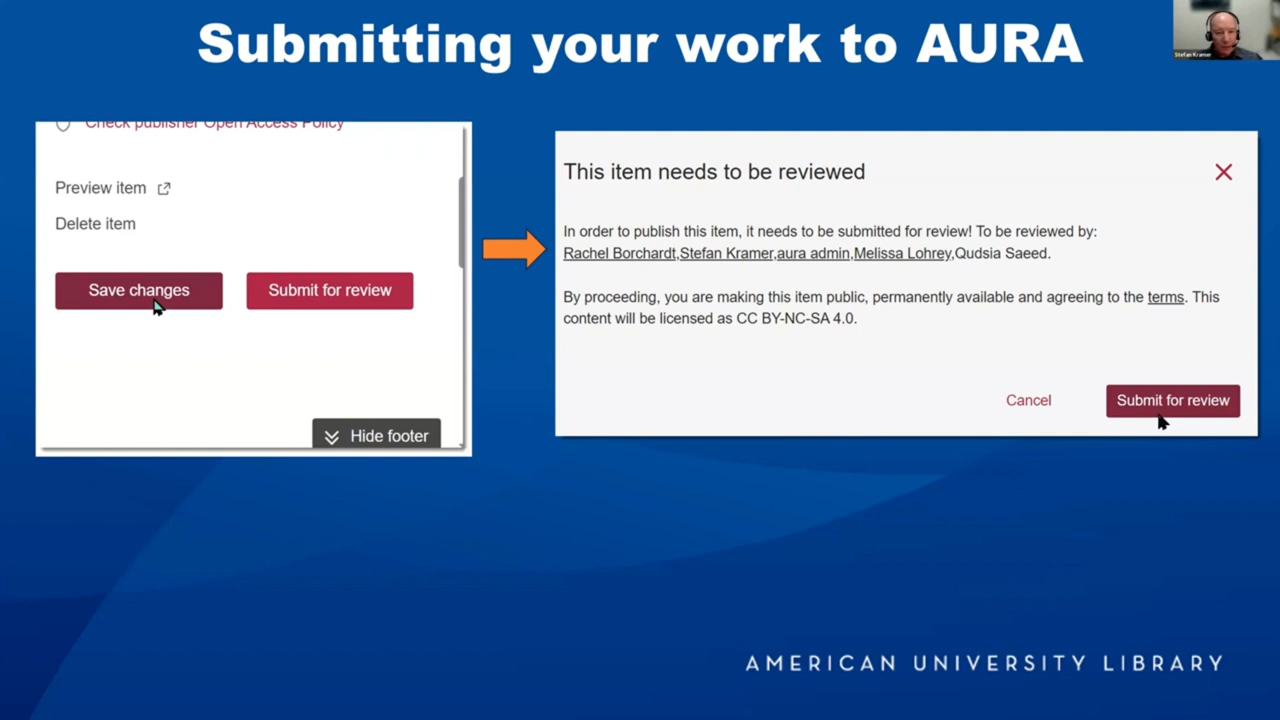 Submitting your work to AURA
Stefan Kramer
Check publisher Open Access Policy
Preview item
Delete item
Save changes
Submit for review
Hide footer
This item needs to be reviewed
In order to publish this item, it needs to be submitted for review! To be reviewed by:
Rachel Borchardt,Stefan Kramer,aura admin,Melissa Lohrey,Qudsia Saeed.
By proceeding, you are making this item public, permanently available and agreeing to the terms. This
content will be licensed as CC BY-NC-SA 4.0.
Cancel
Submit for review
AMERICAN UNIVERSITY LIBRARY